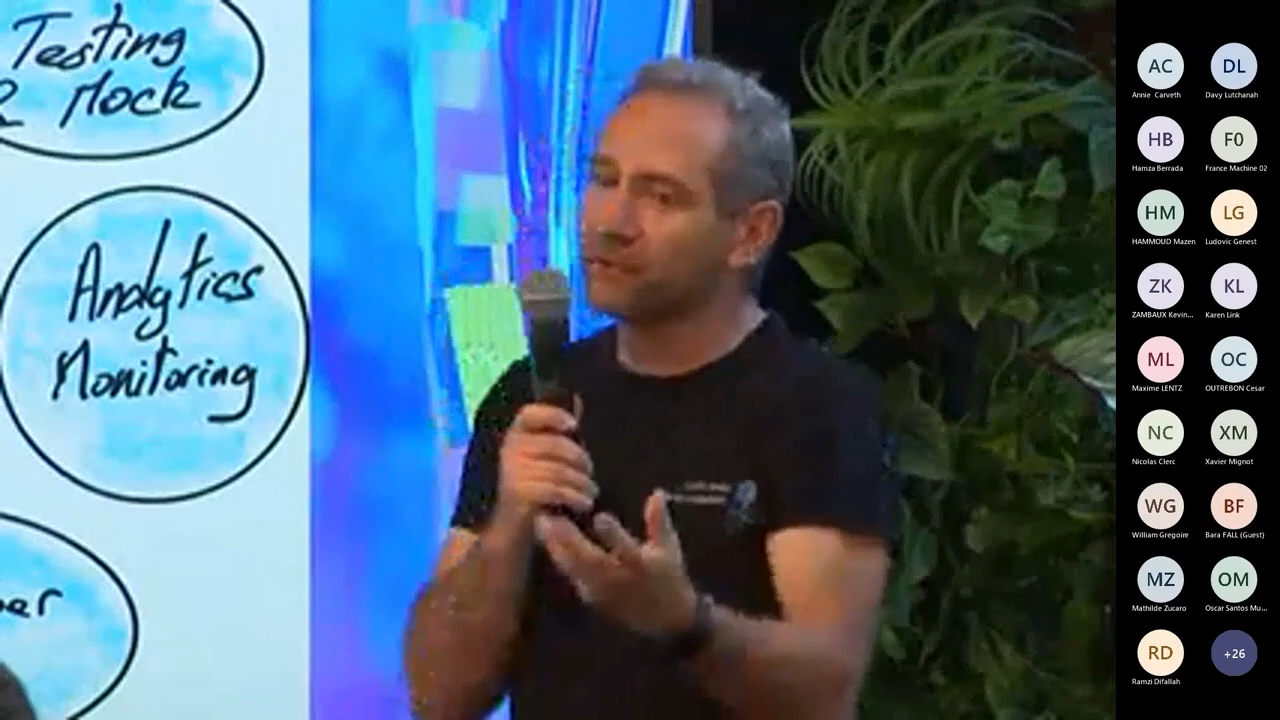 Testing
& Mock
Analytics
Monitoring
AC
Annie Carveth
DL
Davy Lutchanah
HB
Hamza Berrada
F0
France Machine 02
HM
HAMMOUD Mazen
LG
Ludovic Genest
ZK
ZAMBAUX Kevin...
KL
Karen Link
ML
Maxime LENTZ
OC
OUTREBON Cesar
NC
Nicolas Clerc
XM
Xavier Mignot
WG
William Gregoire
BF
Bara FALL (Guest)
MZ
Mathilde Zucaro
OM
Oscar Santos Mu...
RD
Ramzi Difallah
+26